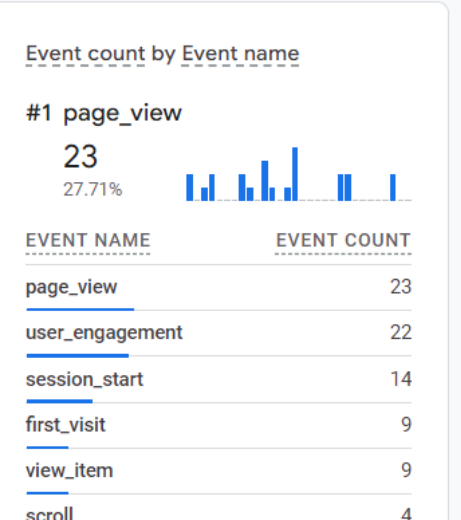 Event count by Event name
#1 page_view
23
27.71%
EVENT NAME EVENT COUNT
page_view 23
user_engagement 22
session_start 14
first_visit 9
view_item 9
scroll 4